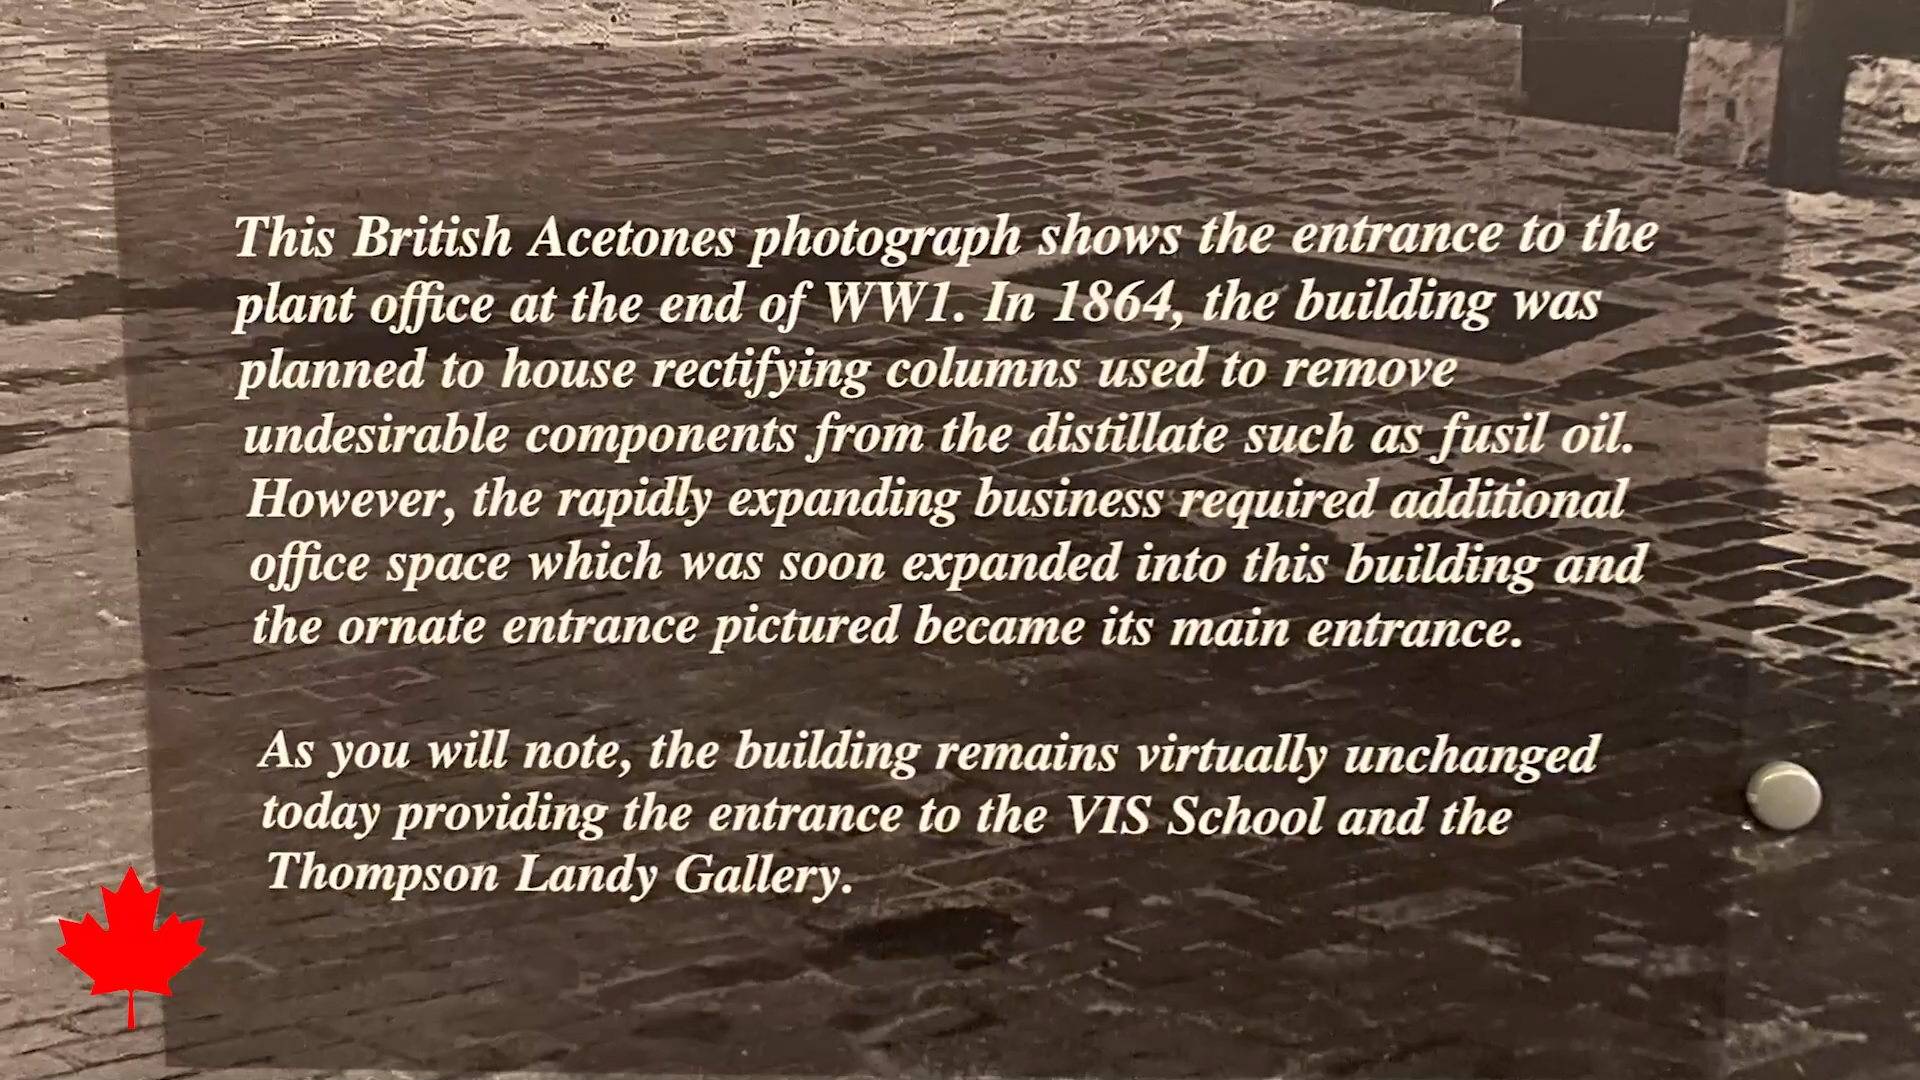 This British Acetones photograph shows the entrance to the
plant office at the end of WW1. In 1864, the building was
planned to house rectifying columns used to remove
undesirable components from the distillate such as fusil oil.
However, the rapidly expanding business required additional
office space which was soon expanded into this building and
the ornate entrance pictured became its main entrance.
As you will note, the building remains virtually unchanged
today providing the entrance to the VIS School and the
Thompson Landy Gallery.